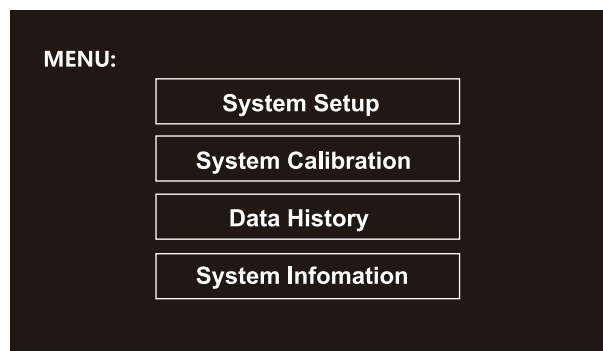 MENU:
System Setup
System Calibration
Data History
System Infomation